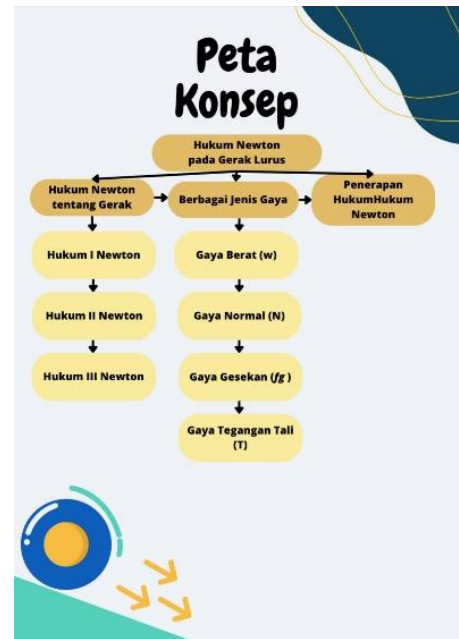 Peta
Konsep
Hukum Newton
pada Gerak Lurus
Hukum Newton
tentang Gerak
Berbagai Jenis Gaya
Penerapan
HukumHukum
Newton
Hukum I Newton
Gaya Berat (w)
Hukum II Newton
Gaya Normal (N)
Hukum III Newton
Gaya Gesekan (fg )
Gaya Tegangan Tali
(T)